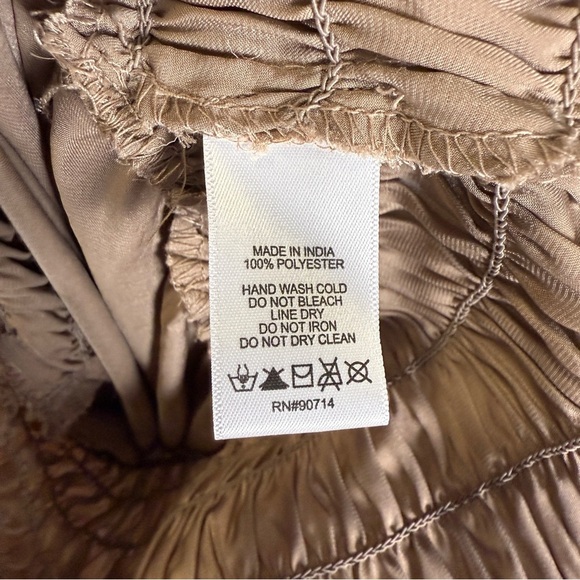 MADE IN INDIA
100% POLYESTER
HAND WASH COLD
DO NOT BLEACH
LINE DRY
DO NOT IRON
DO NOT DRY CLEAN
RN#90714